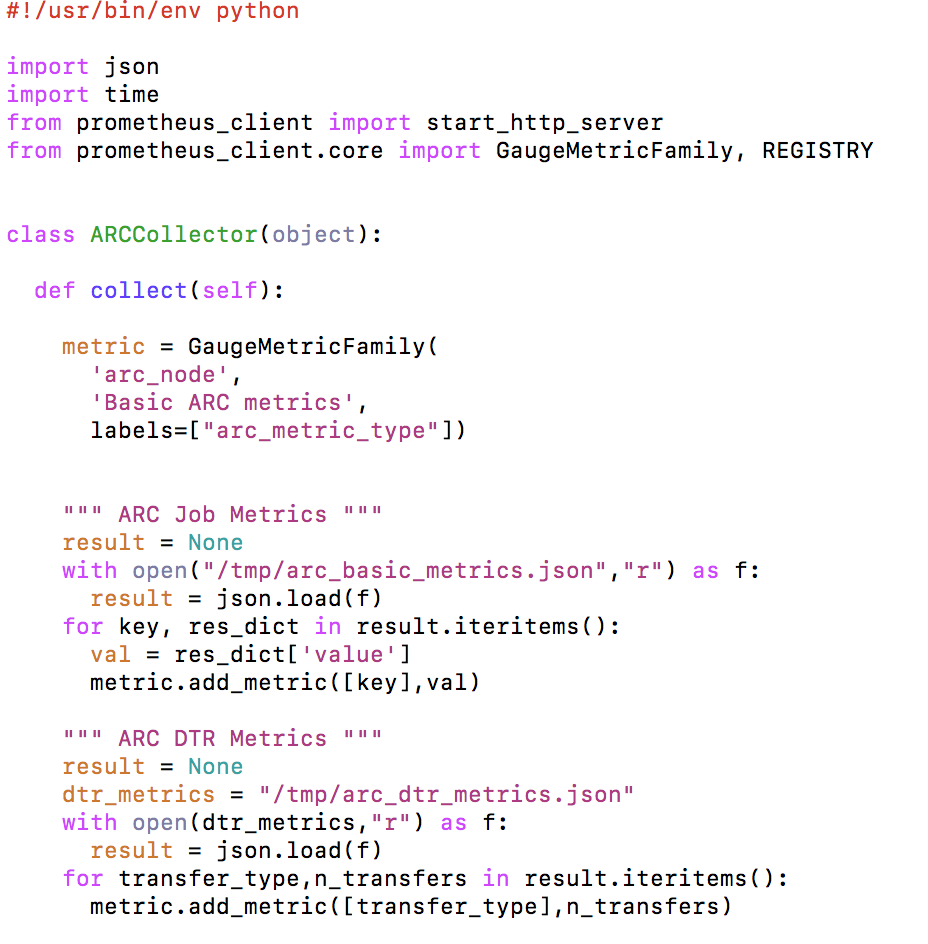 #!/usr/bin/env python
import json
import time
from prometheus_client import start_http_server
from prometheus_client.core import GaugeMetricFamily, REGISTRY
class ARCCollector(object):
  def collect(self):
    metric = GaugeMetricFamily(
      'arc_node',
      'Basic ARC metrics',
      labels=["arc_metric_type"])
    """ ARC Job Metrics """
    result = None
    with open("/tmp/arc_basic_metrics.json","r") as f:
      result = json.load(f)
    for key, res_dict in result.iteritems():
      val = res_dict['value']
      metric.add_metric([key],val)
    """ ARC DTR Metrics """
    result = None
    dtr_metrics = "/tmp/arc_dtr_metrics.json"
    with open(dtr_metrics,"r") as f:
      result = json.load(f)
    for transfer_type,n_transfers in result.iteritems():
      metric.add_metric([transfer_type],n_transfers)